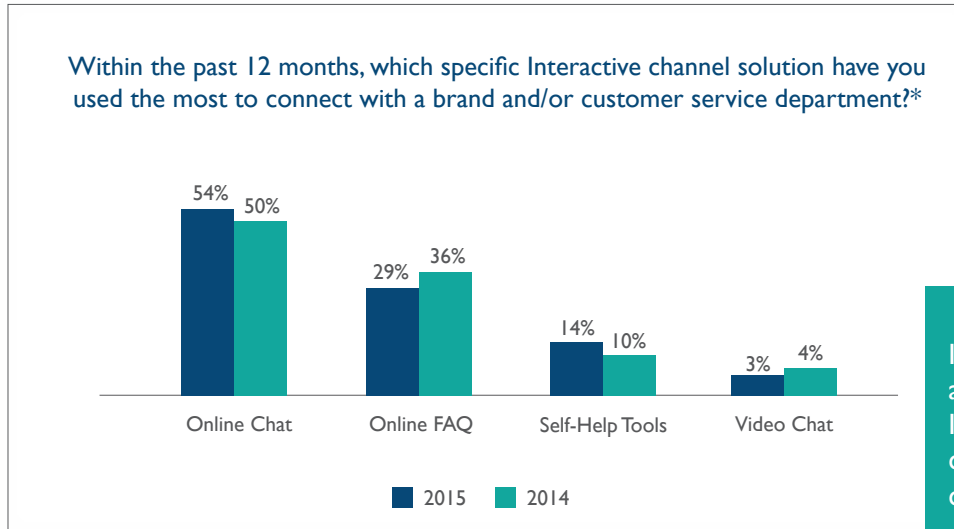 Within the past 12 months, which specific Interactive channel solution have you
used the most to connect with a brand and/or customer service department?*
54% 50%
29% 36%
14% 10%
3% 4%
Online Chat Online FAQ Self-Help Tools Video Chat
2015 2014